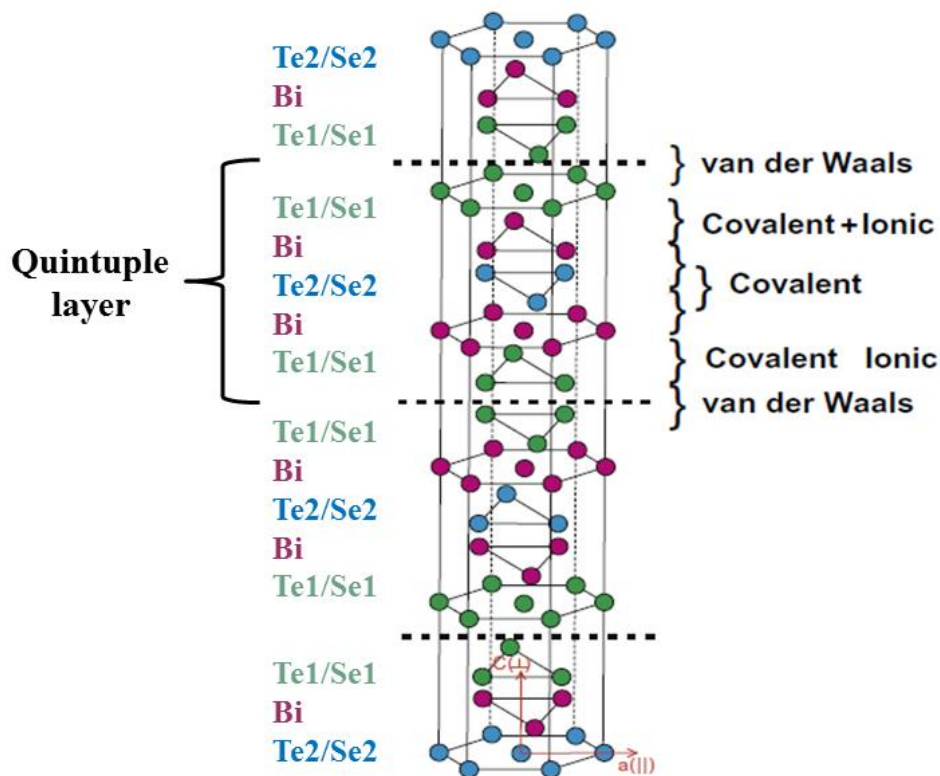 Te2/Se2
Bi
Te1/Se1
van der Waals
Te1/Se1
Covalent + Ionic
Bi
Quintuple
layer
Te2/Se2
Covalent
Bi
Te1/Se1
Covalent Ionic
van der Waals
Te1/Se1
Bi
Te2/Se2
Bi
Te1/Se1
Te1/Se1
C(⊥)
Bi
Te2/Se2
a(||)